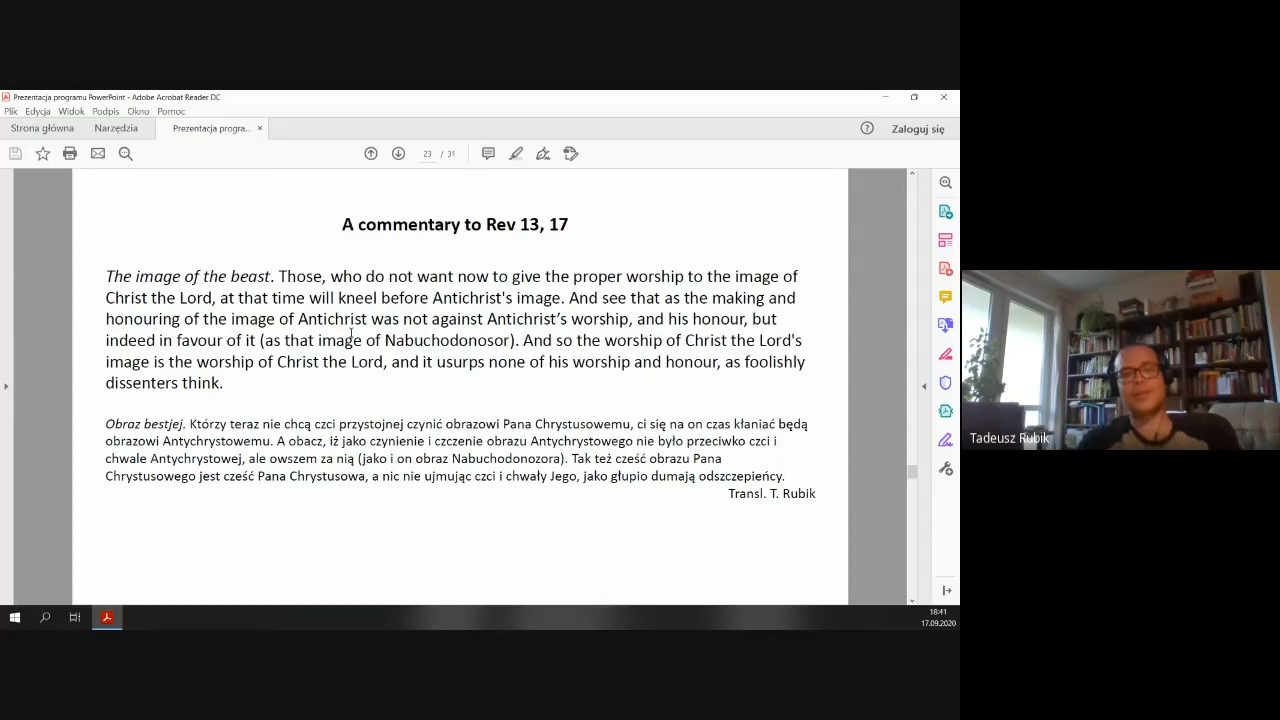 Prezentacja programu PowerPoint - Adobe Acrobat Reader DC
Plik Edycja Widok Podpis Okno Pomoc
Strona główna Narzędzia Prezentacja progra... × Zaloguj się
23 / 31
A commentary to Rev 13, 17
The image of the beast. Those, who do not want now to give the proper worship to the image of
Christ the Lord, at that time will kneel before Antichrist's image. And see that as the making and
honouring of the image of Antichrist was not against Antichrist’s worship, and his honour, but
indeed in favour of it (as that image of Nabuchodonosor). And so the worship of Christ the Lord's
image is the worship of Christ the Lord, and it usurps none of his worship and honour, as foolishly
dissenters think.
Obraz bestjej. Którzy teraz nie chcą czci przystojnej czynić obrazowi Pana Chrystusowemu, ci się na on czas kłaniać będą
obrazowi Antychrystowemu. A obacz, iż jako czynienie i czczenie obrazu Antychrystowego nie było przeciwko czci i
chwale Antychrystowej, ale owszem za nią (jako i on obraz Nabuchodonozora). Tak też cześć obrazu Pana
Chrystusowego jest cześć Pana Chrystusowa, a nic nie ujmując czci i chwały Jego, jako głupio dumają odszczepieńcy.
Transl. T. Rubik
Tadeusz Rubik
18:41
17.09.2020